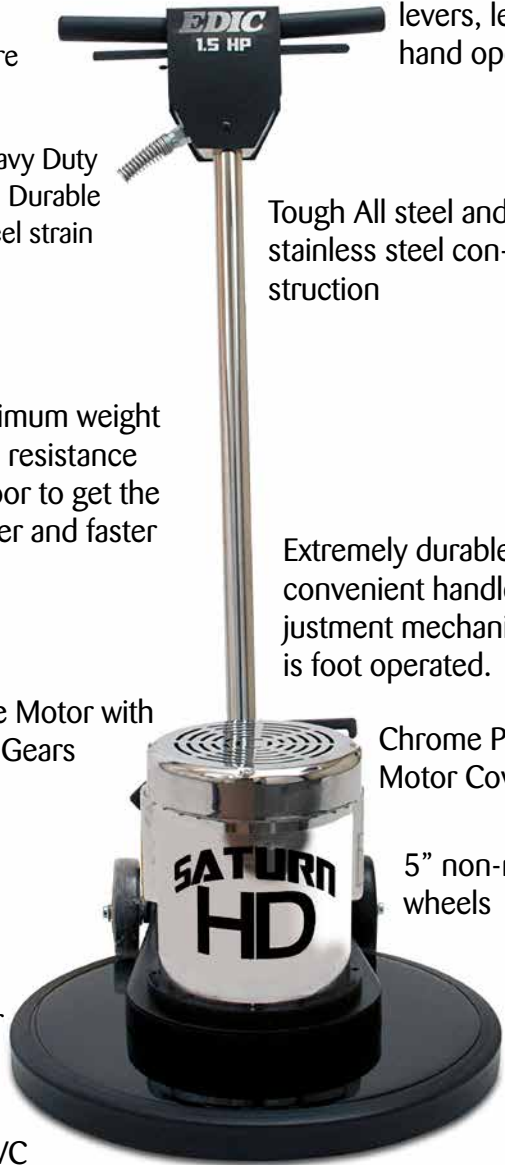 levers, le
EDIC
1.5 HP
re
hand ope
avy Duty
Durable
eel strain
Tough All steel and
stainless steel con-
struction
imum weight
resistance
oor to get the
er and faster
Extremely durable
convenient handle
justment mechani
is foot operated.
e Motor with
Gears
Chrome P
Motor Cov
SATURN
HD
5” non-m
wheels
r
/C